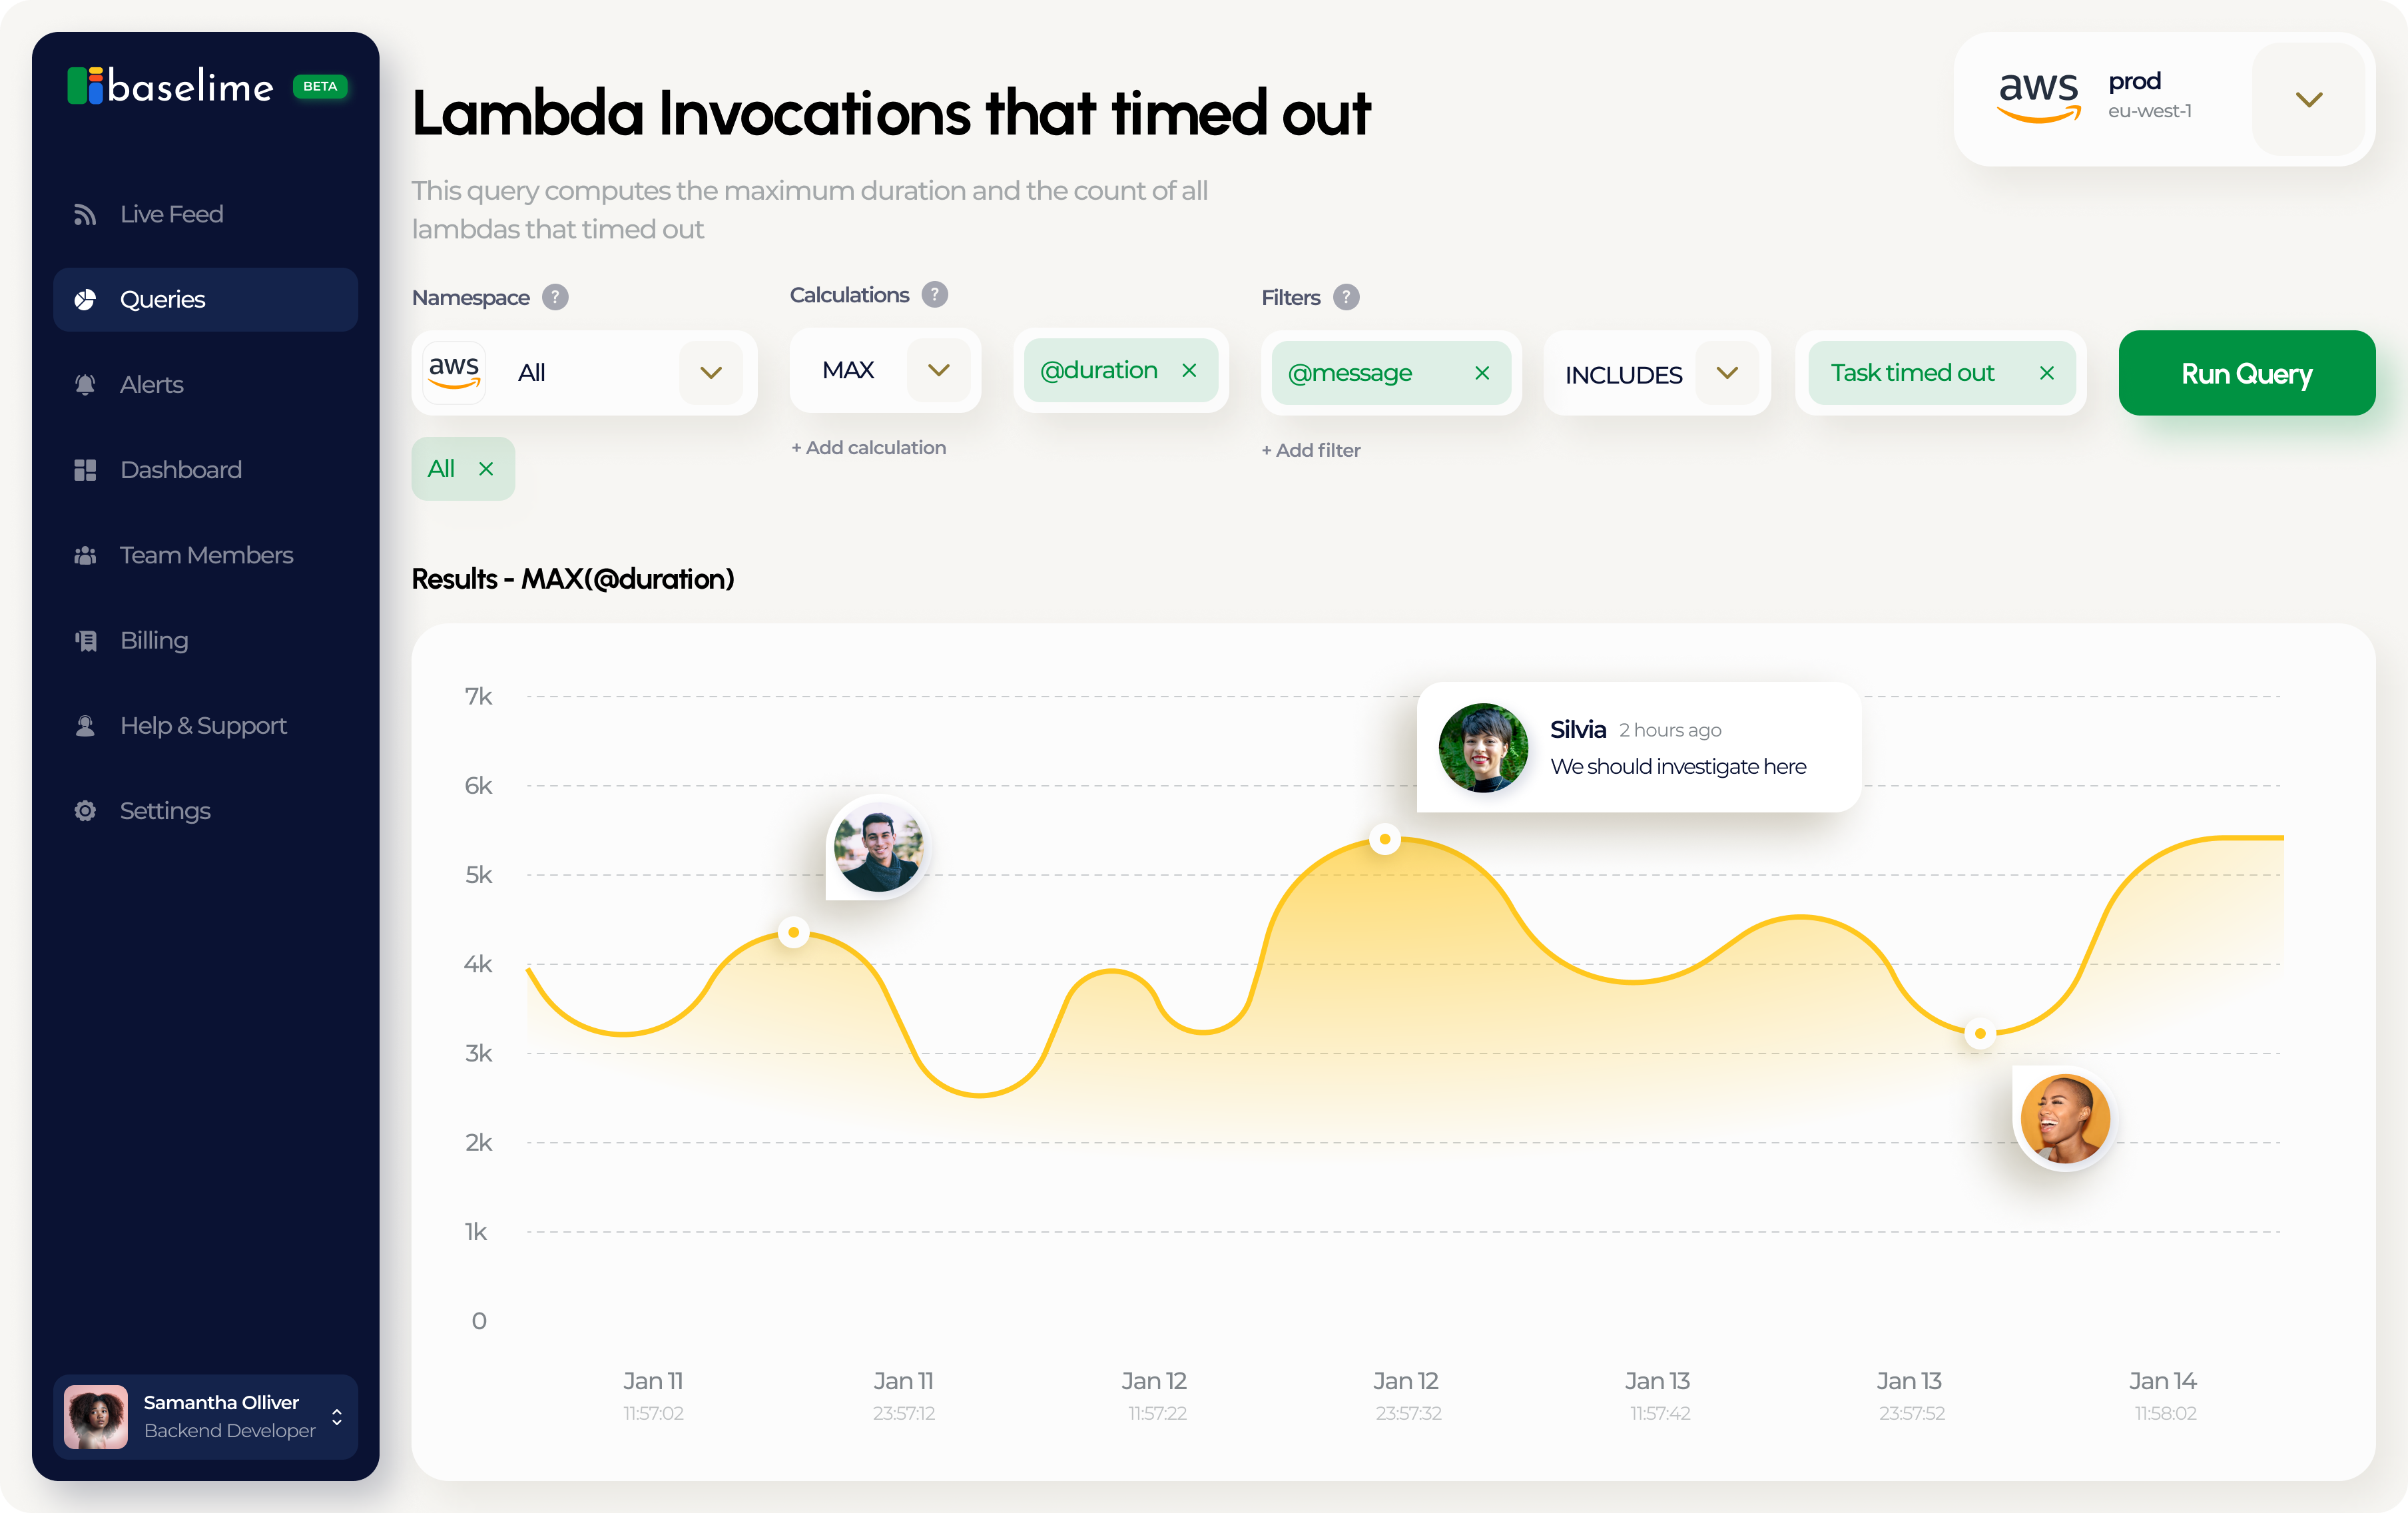 baselime BETA
Live Feed
Queries
Alerts
Dashboard
Team Members
Billing
Help & Support
Settings
Samantha Olliver
Backend Developer
Lambda Invocations that timed out
This query computes the maximum duration and the count of all
lambdas that timed out
aws
prod
eu-west-1
Namespace ?
aws All
All
Calculations ?
MAX @duration
+ Add calculation
Filters ?
@message INCLUDES Task timed out
+ Add filter
Run Query
Results - MAX(@duration)
7k
6k
5k
4k
3k
2k
1k
0
Silvia 2 hours ago
We should investigate here
Jan 11 Jan 11 Jan 12 Jan 12 Jan 13 Jan 13 Jan 14
11:57:02 23:57:12 11:57:22 23:57:32 11:57:42 23:57:52 11:58:02